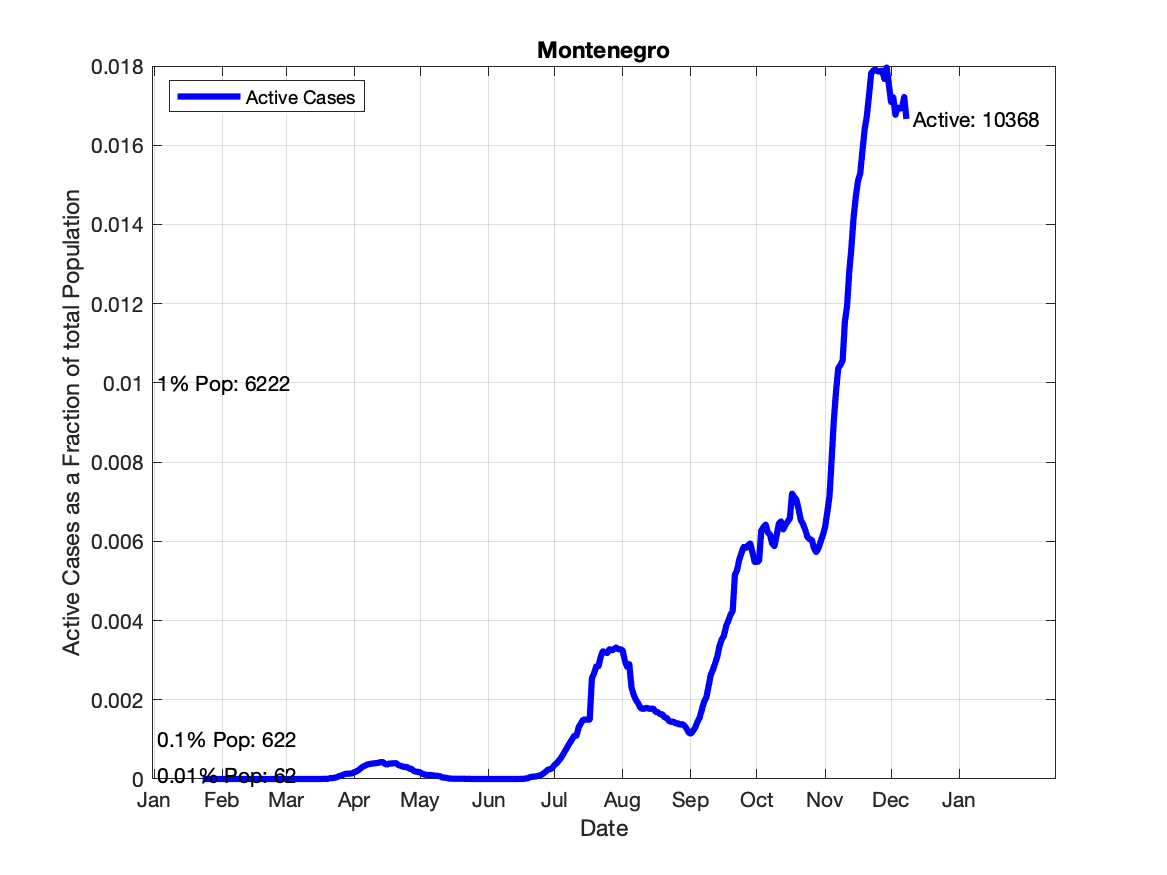 Montenegro
Active Cases
0.018
0.016
0.014
0.012
0.01
0.008
0.006
0.004
0.002
0
Active Cases as a Fraction of total Population
Active: 10368
1% Pop: 6222
0.1% Pop: 622
0.01% Pop: 62
Jan Feb Mar Apr May Jun Jul Aug Sep Oct Nov Dec Jan
Date